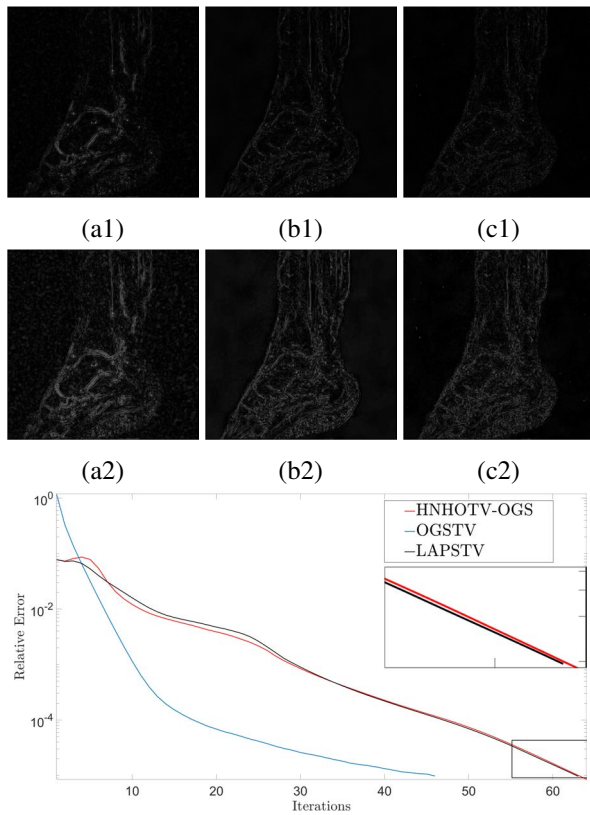 (a1) (b1) (c1)
(a2) (b2) (c2)
10^0
10^-2
10^-4
Relative Error
HNHOTV-OGS
OGSTV
LAPSTV
10 20 30 40 50 60
Iterations